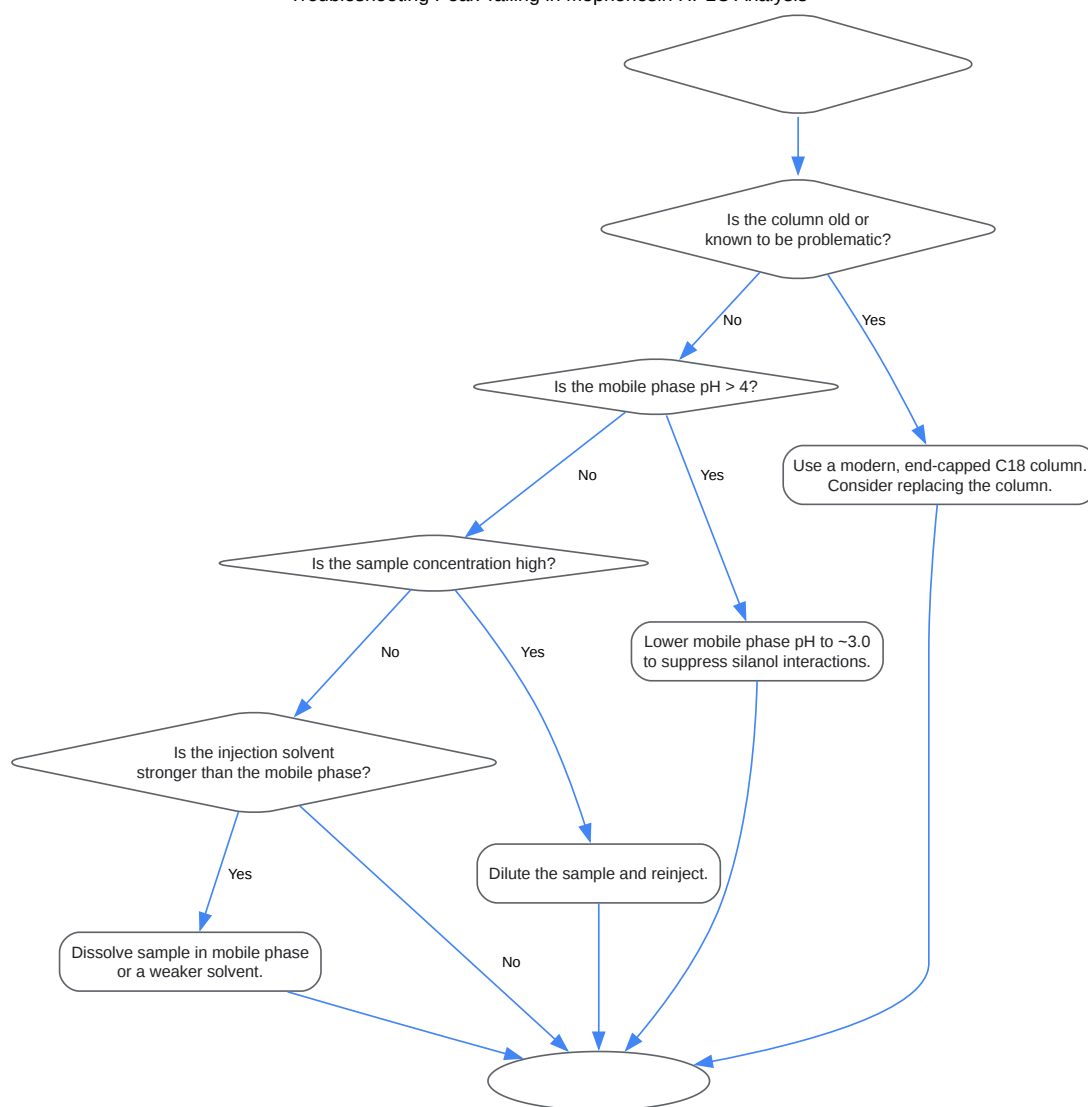 Is the column old or
known to be problematic?
No
Yes
Is the mobile phase pH > 4?
Use a modern, end-capped C18 column.
Consider replacing the column.
No
Yes
Is the sample concentration high?
Lower mobile phase pH to ~3.0
to suppress silanol interactions.
No
Yes
Is the injection solvent
stronger than the mobile phase?
Yes
Dilute the sample and reinject.
Dissolve sample in mobile phase
or a weaker solvent.
No